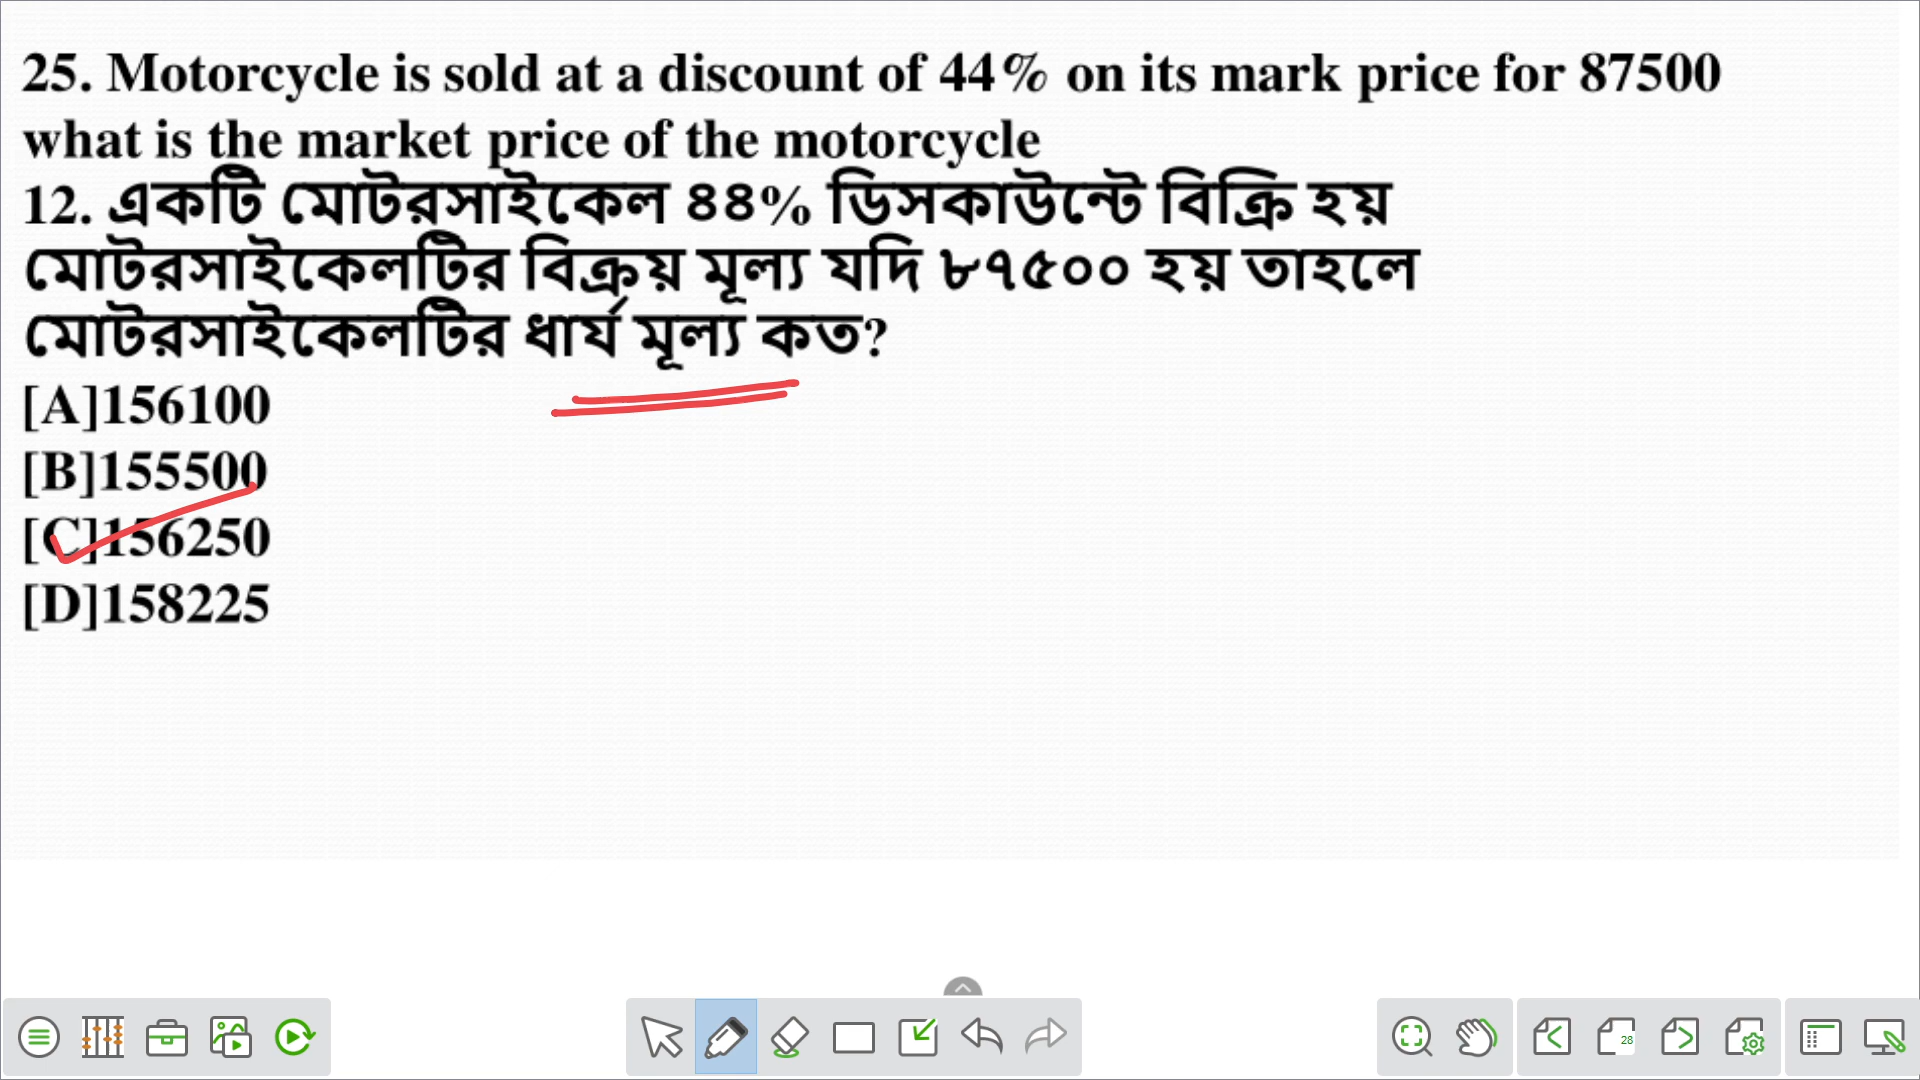 25. Motorcycle is sold at a discount of 44% on its mark price for 87500
what is the market price of the motorcycle
12. একটি মোটরসাইকেল ৪৪% ডিসকাউন্টে বিক্রি হয়
মোটরসাইকেলটির বিক্রয় মূল্য যদি ৮৭৫০০ হয় তাহলে
মোটরসাইকেলটির ধার্য মূল্য কত?
[A]156100
[B]155500
[C]156250
[D]158225
28